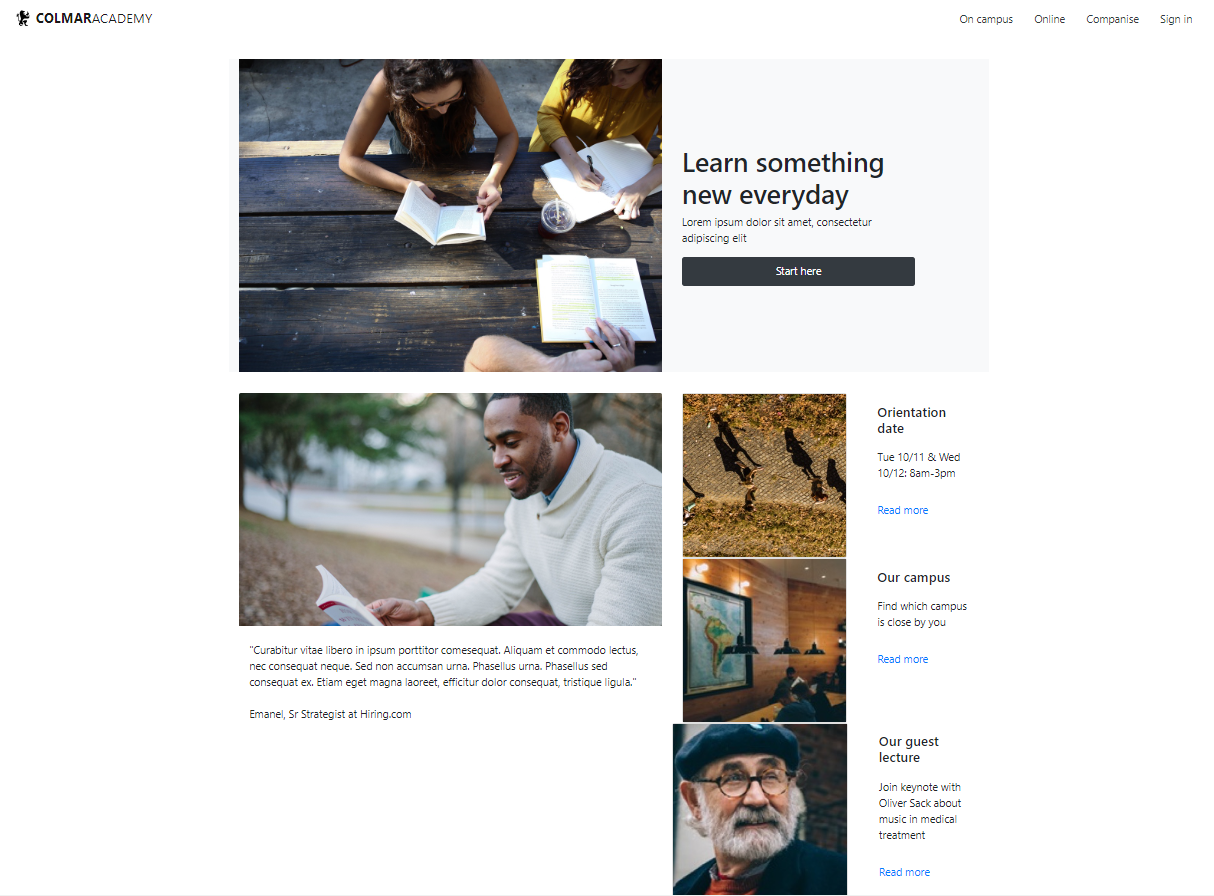 COLMARACADEMY
On campus Online Companise Sign in
Learn something
new everyday
Lorem ipsum dolor sit amet, consectetur
adipiscing elit
Start here
"Curabitur vitae libero in ipsum porttitor comesequat. Aliquam et commodo lectus,
nec consequat neque. Sed non accumsan urna. Phasellus urna. Phasellus sed
consequat ex. Etiam eget magna laoreet, efficitur dolor consequat, tristique ligula."
Emanel, Sr Strategist at Hiring.com
Orientation
date
Tue 10/11 & Wed
10/12: 8am-3pm
Read more
Our campus
Find which campus
is close by you
Read more
Our guest
lecture
Join keynote with
Oliver Sack about
music in medical
treatment
Read more